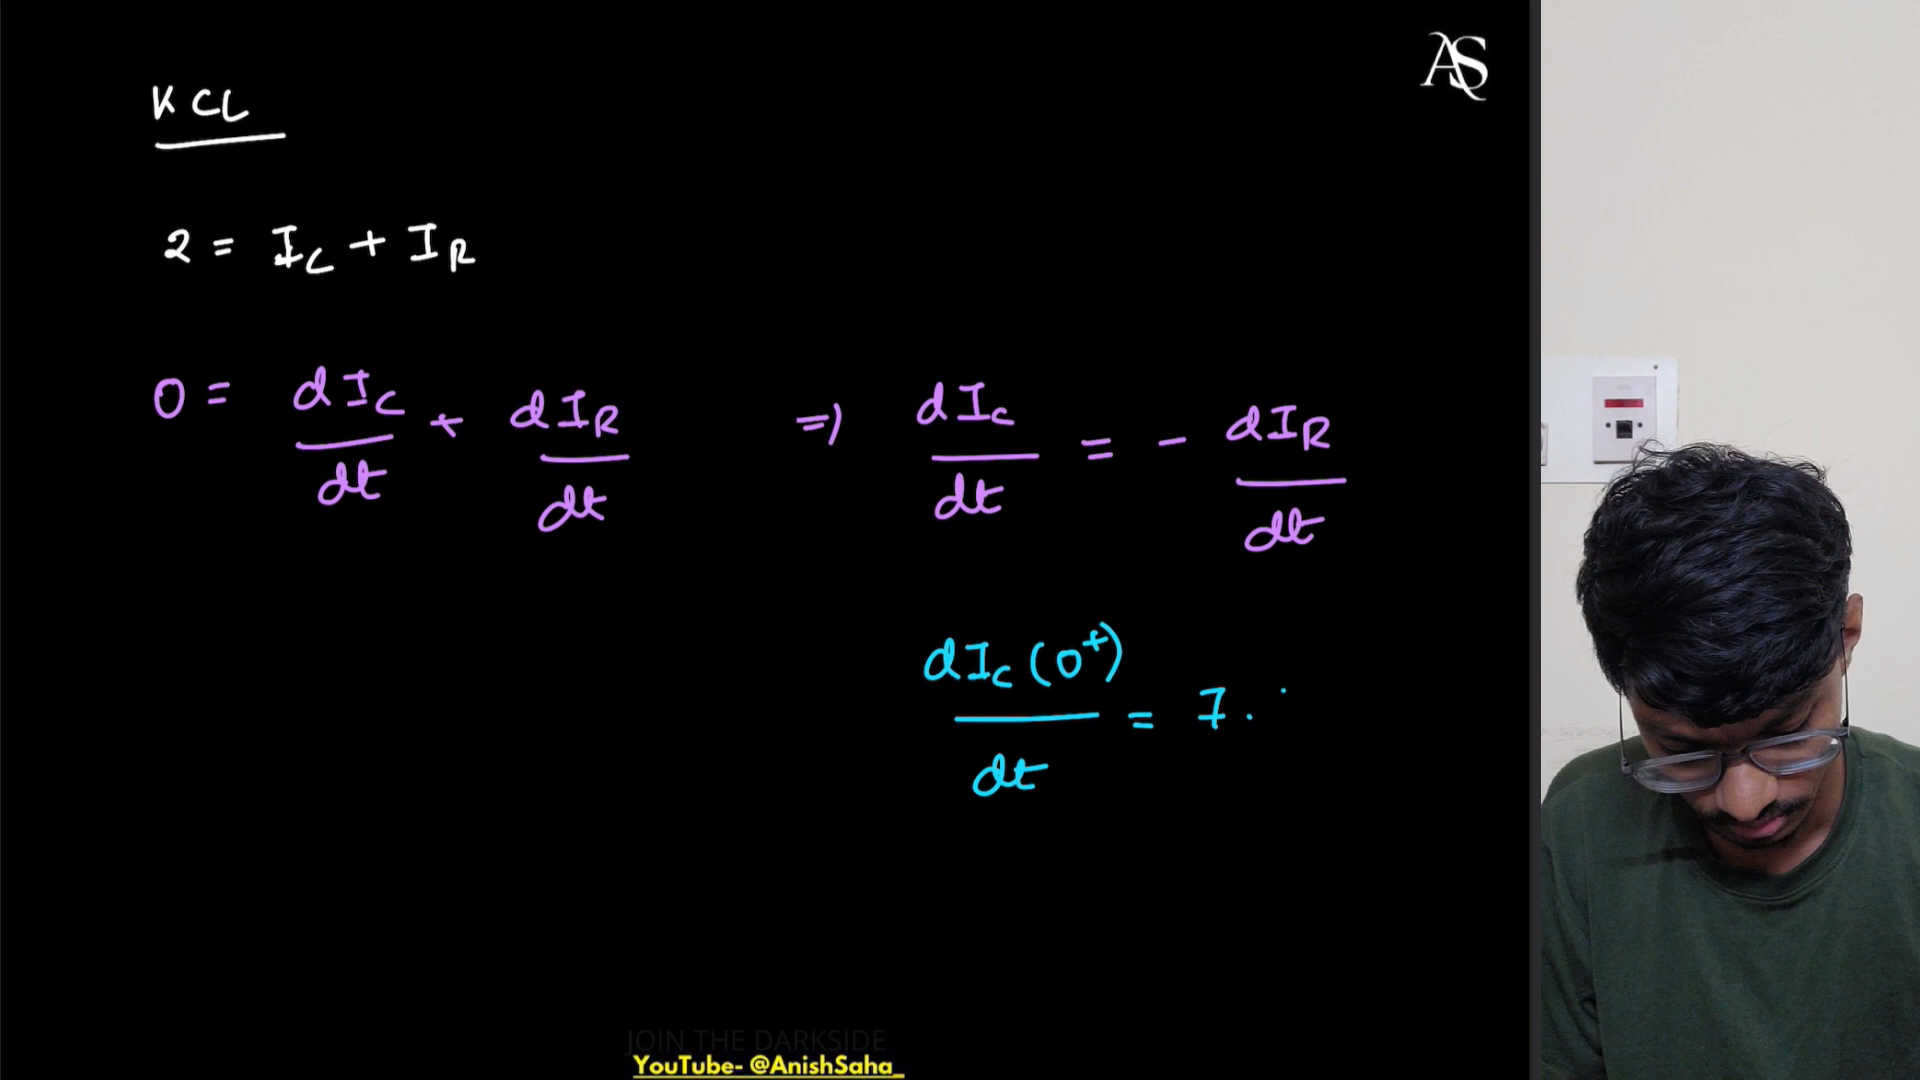 AS
KCL
2 = I_C + I_R
0 = dI_C/dt + dI_R/dt ⇒ dI_C/dt = - dI_R/dt
dI_C(0⁺)/dt = 7.
JOIN THE DARKSIDE
YouTube- @AnishSaha_